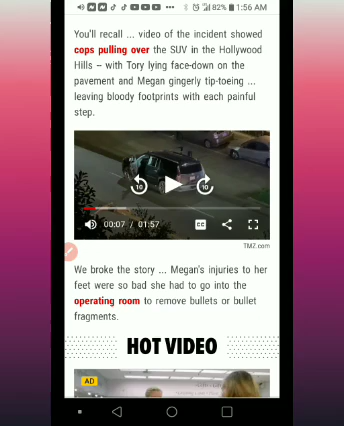 82% 1:56 AM
You'll recall ... video of the incident showed
cops pulling over the SUV in the Hollywood
Hills -- with Tory lying face-down on the
pavement and Megan gingerly tip-toeing ...
leaving bloody footprints with each painful
step.
10 10
00:07 / 01:57 CC
TMZ.com
We broke the story ... Megan's injuries to her
feet were so bad she had to go into the
operating room to remove bullets or bullet
fragments.
HOT VIDEO
AD